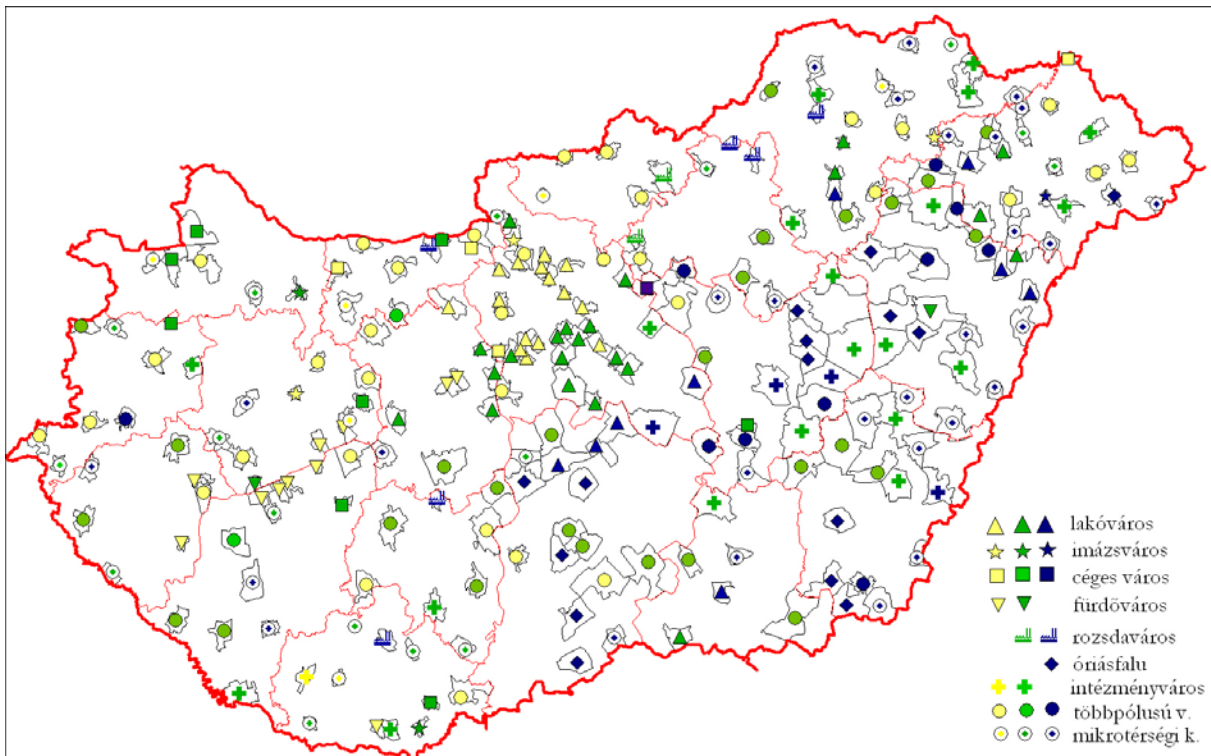 lakóváros
imázsváros
céges város
fürdőváros
rozsdaváros
óriásfalu
intézményváros
többpólusú v.
mikrotérségi k.